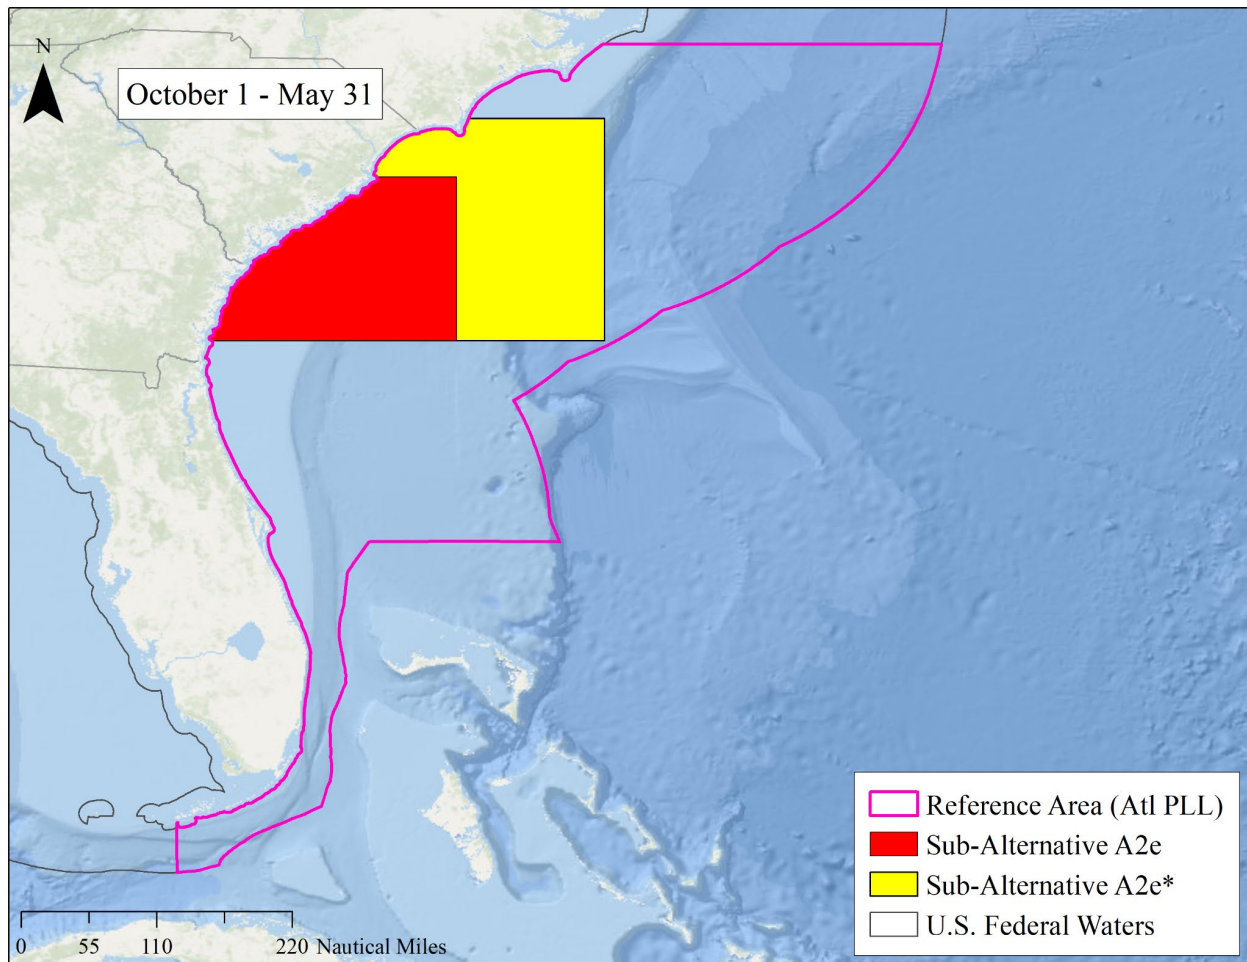 N
October 1 - May 31
Reference Area (Atl PLL)
Sub-Alternative A2e
Sub-Alternative A2e*
U.S. Federal Waters
0 55 110 220 Nautical Miles